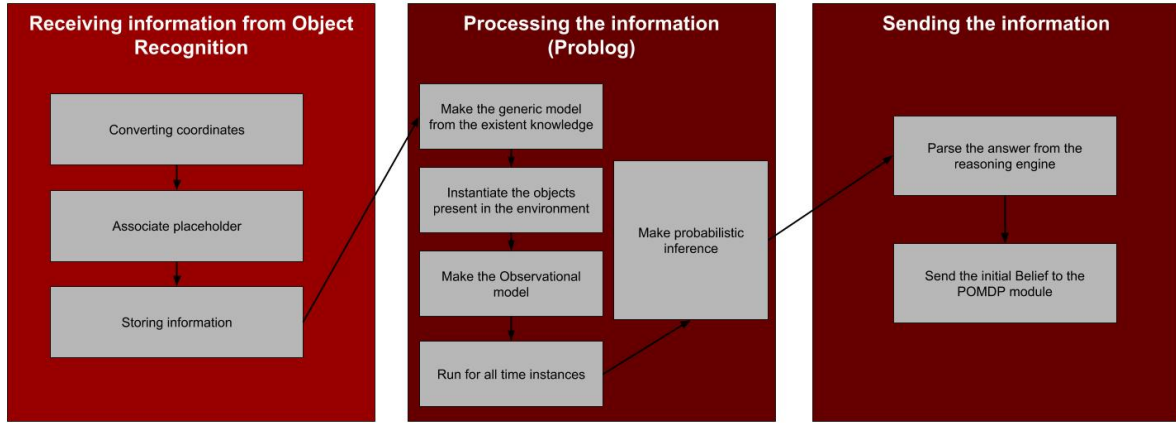 Receiving information from Object
Recognition
Converting coordinates
Associate placeholder
Storing information
Processing the information
(Problog)
Make the generic model
from the existent knowledge
Instantiate the objects
present in the environment
Make the Observational
model
Run for all time instances
Make probabilistic
inference
Sending the information
Parse the answer from the
reasoning engine
Send the initial Belief to the
POMDP module